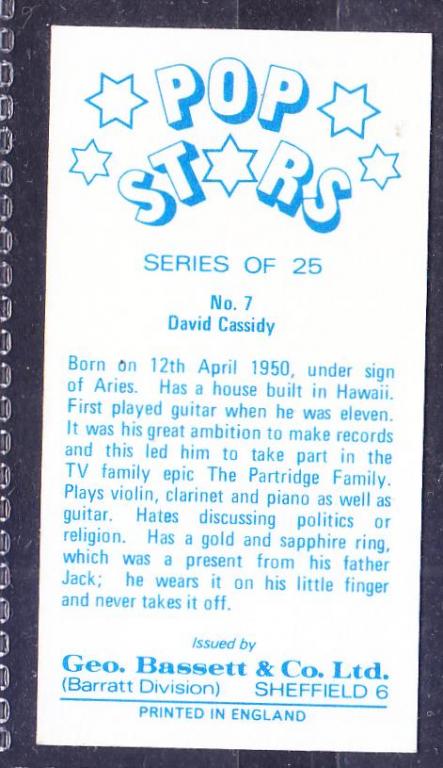 POP
STARS
SERIES OF 25
No. 7
David Cassidy
Born on 12th April 1950, under sign
of Aries. Has a house built in Hawaii.
First played guitar when he was eleven.
It was his great ambition to make records
and this led him to take part in the
TV family epic The Partridge Family.
Plays violin, clarinet and piano as well as
guitar. Hates discussing politics or
religion. Has a gold and sapphire ring,
which was a present from his father
Jack; he wears it on his little finger
and never takes it off.
Issued by
Geo. Bassett & Co. Ltd.
(Barratt Division) SHEFFIELD 6
PRINTED IN ENGLAND